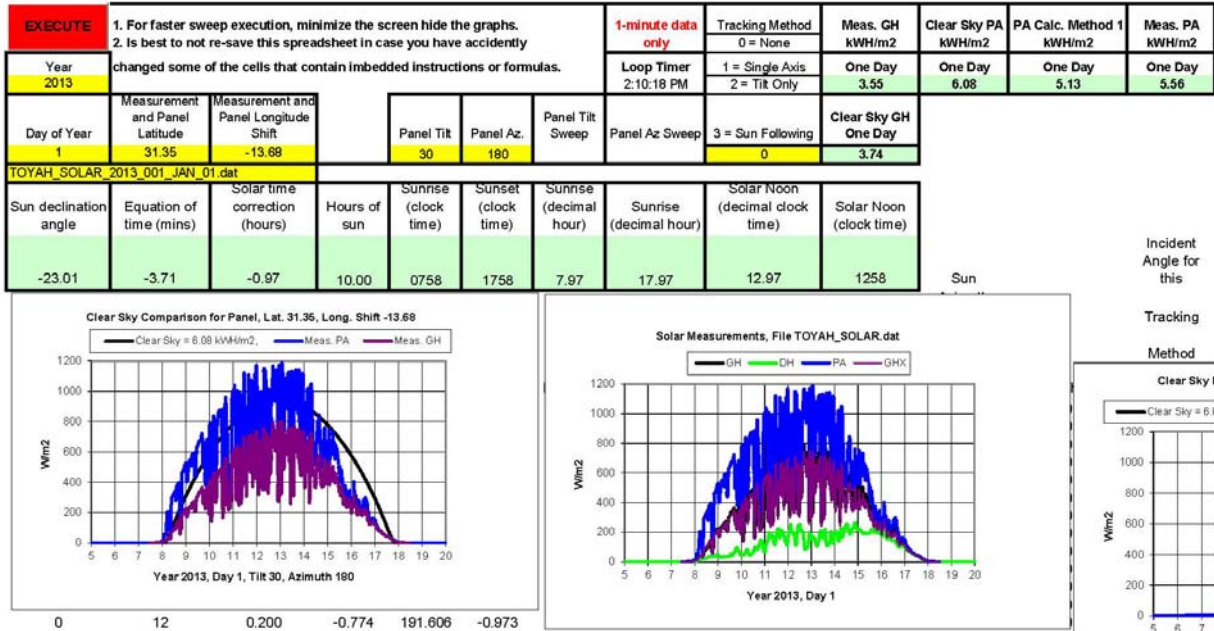 EXECUTE
1. For faster sweep execution, minimize the screen hide the graphs.
2. Is best to not re-save this spreadsheet in case you have accidently
changed some of the cells that contain imbedded instructions or formulas.
1-minute data only
Tracking Method
0 = None
1 = Single Axis
2 = Tilt Only
3 = Sun Following
0
Loop Timer
2:10:18 PM
Meas. GH kWH/m2
One Day
3.55
Clear Sky PA kWH/m2
One Day
6.08
PA Calc. Method 1 kWH/m2
One Day
5.13
Meas. PA kWH/m2
One Day
5.56
Year
2013
Day of Year
1
Measurement and Panel Latitude
31.35
Measurement and Panel Longitude Shift
-13.68
Panel Tilt
30
Panel Az.
180
Panel Tilt Sweep
Panel Az Sweep
Clear Sky GH One Day
3.74
TOYAH_SOLAR_2013_001_JAN_01.dat
Sun declination angle
-23.01
Equation of time (mins)
-3.71
Solar time correction (hours)
-0.97
Hours of sun
10.00
Sunrise (clock time)
0758
Sunset (clock time)
1758
Sunrise (decimal hour)
7.97
Sunrise (decimal hour)
17.97
Solar Noon (decimal clock time)
12.97
Solar Noon (clock time)
1258
Sun
Incident Angle for this
Tracking
Method
Clear Sky Comparison for Panel, Lat. 31.35, Long. Shift -13.68
Clear Sky = 6.08 kWH/m2, Meas. PA Meas. GH
1200
1000
800
600
400
200
0
W/m2
5 6 7 8 9 10 11 12 13 14 15 16 17 18 19 20
Year 2013, Day 1, Tilt 30, Azimuth 180
Solar Measurements, File TOYAH_SOLAR.dat
GH DH PA GHX
1200
1000
800
600
400
200
0
W/m2
5 6 7 8 9 10 11 12 13 14 15 16 17 18 19 20
Year 2013, Day 1
Clear Sky
Clear Sky = 6.
1200
1000
800
600
400
200
0
W/m2
5 6 7
0 12 0.200 -0.774 191.606 -0.973